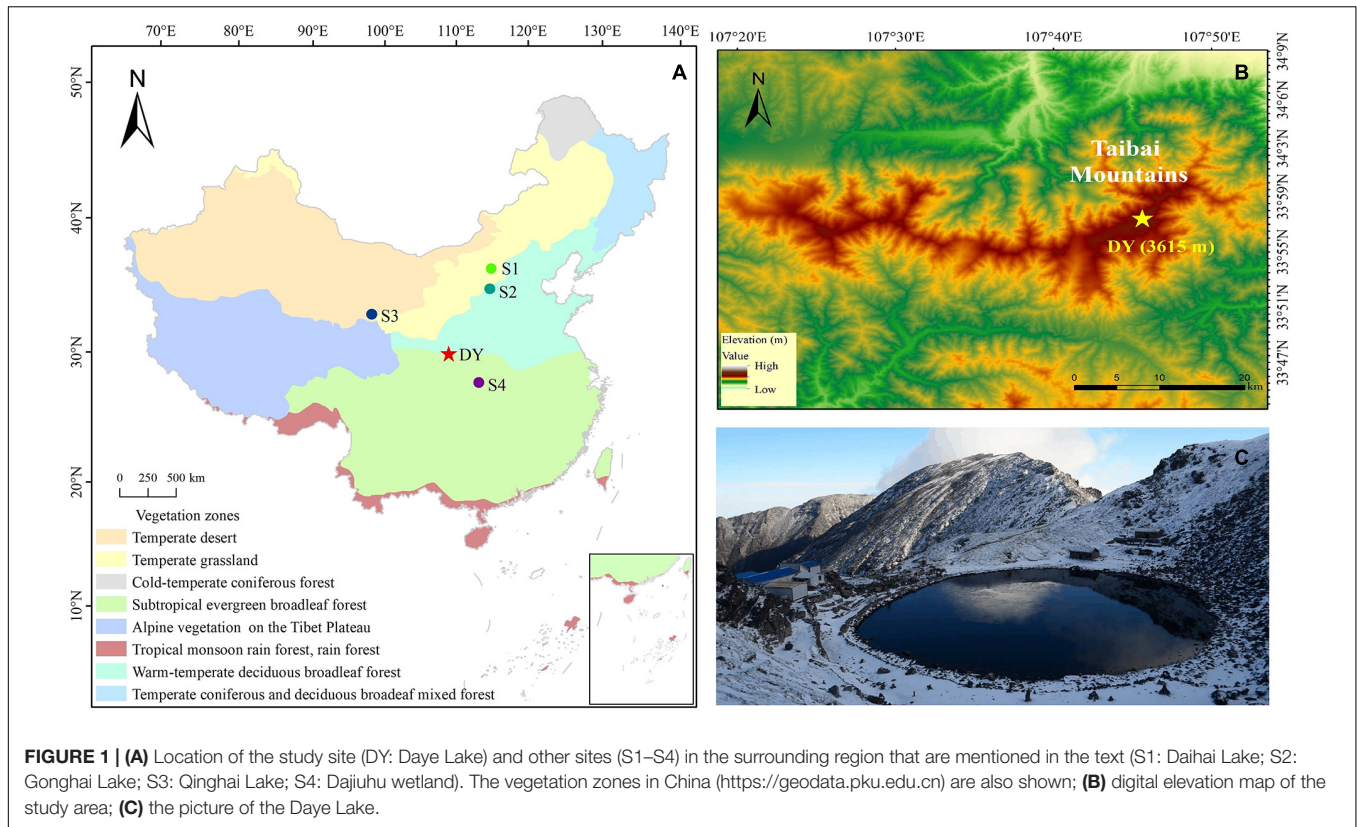 70°E 80°E 90°E 100°E 110°E 120°E 130°E 140°E
A
N
50°N
40°N
30°N
20°N
10°N
S1
S2
S3
DY
S4
0 250 500 km
Vegetation zones
Temperate desert
Temperate grassland
Cold-temperate coniferous forest
Subtropical evergreen broadleaf forest
Alpine vegetation on the Tibet Plateau
Tropical monsoon rain forest, rain forest
Warm-temperate deciduous broadleaf forest
Temperate coniferous and deciduous broadeaf mixed forest
107°20'E 107°30'E 107°40'E 107°50'E
B
N
34°9'N
34°6'N
34°3'N
33°59'N
33°55'N
33°51'N
33°47'N
Taibai
Mountains
DY (3615 m)
Elevation (m)
Value
High
Low
0 5 10 20
km
C
FIGURE 1 | (A) Location of the study site (DY: Daye Lake) and other sites (S1–S4) in the surrounding region that are mentioned in the text (S1: Daihai Lake; S2:
Gonghai Lake; S3: Qinghai Lake; S4: Dajiuhu wetland). The vegetation zones in China (https://geodata.pku.edu.cn) are also shown; (B) digital elevation map of the
study area; (C) the picture of the Daye Lake.